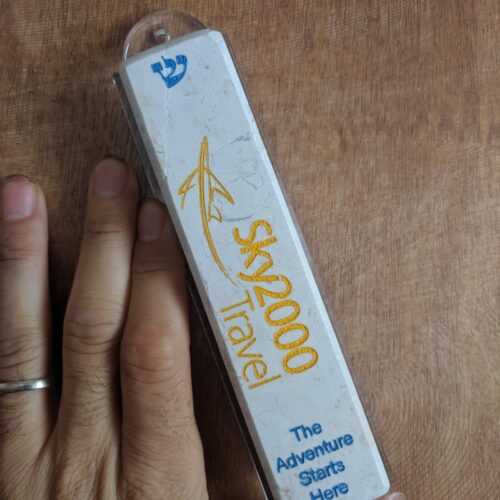 ש
Sky2000
Travel
The
Adventure
Starts
Here